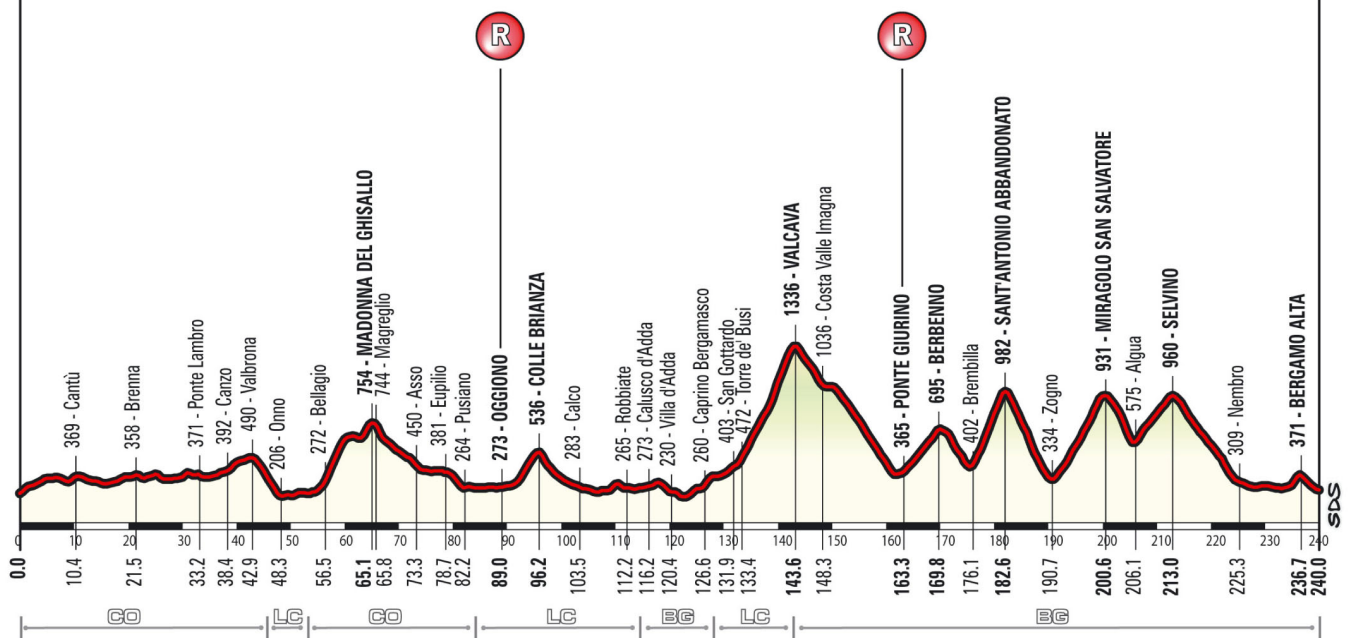 R
R
369 - Cantù
358 - Brenna
371 - Ponte Lambro
392 - Canzo
490 - Valbrona
206 - Onno
272 - Bellagio
754 - MADONNA DEL GHISALLO
744 - Magreglio
450 - Asso
381 - Eupilio
264 - Pusiano
273 - OGGIONO
536 - COLLE BRIANZA
283 - Calco
265 - Robbiate
273 - Calusco d'Adda
230 - Villa d'Adda
260 - Caprino Bergamasco
403 - San Gottardo
472 - Torre de' Busi
1336 - VALCAVA
1036 - Costa Valle Imagna
365 - PONTE GIURINO
695 - BERBENNO
402 - Brembilla
982 - SANT'ANTONIO ABBANDONATO
334 - Zogno
931 - MIRAGOLO SAN SALVATORE
575 - Algua
960 - SELVINO
309 - Nembro
371 - BERGAMO ALTA
SDS
0 10 20 30 40 50 60 70 80 90 100 110 120 130 140 150 160 170 180 190 200 210 220 230 240
0.0 10.4 21.5 33.2 38.4 42.9 48.3 56.5 65.1 65.8 73.3 78.7 82.2 89.0 96.2 103.5 112.2 116.2 120.4 126.6 131.9 133.4 143.6 148.3 163.3 169.8 176.1 182.6 190.7 200.6 206.1 213.0 225.3 236.7 240.0
CO LC CO LC BG LC BG